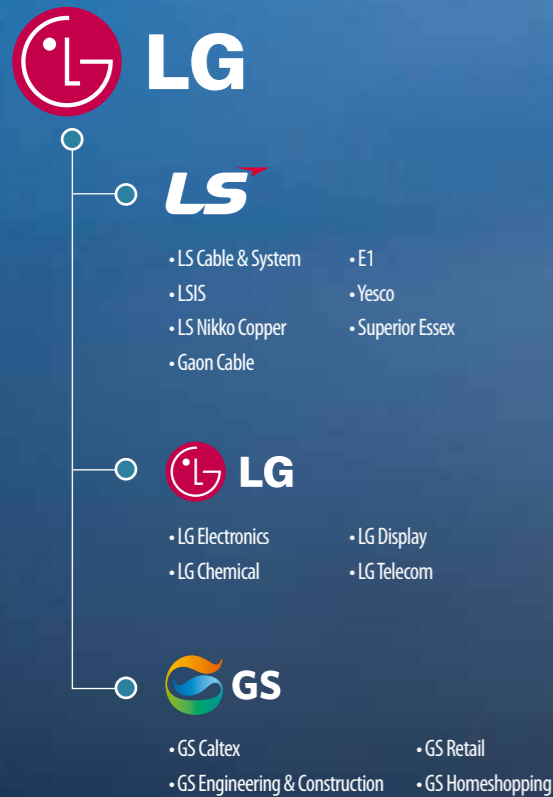 LG
LS
• LS Cable & System
• LSIS
• LS Nikko Copper
• Gaon Cable
• E1
• Yesco
• Superior Essex
LG
• LG Electronics
• LG Chemical
• LG Display
• LG Telecom
GS
• GS Caltex
• GS Engineering & Construction
• GS Retail
• GS Homeshopping